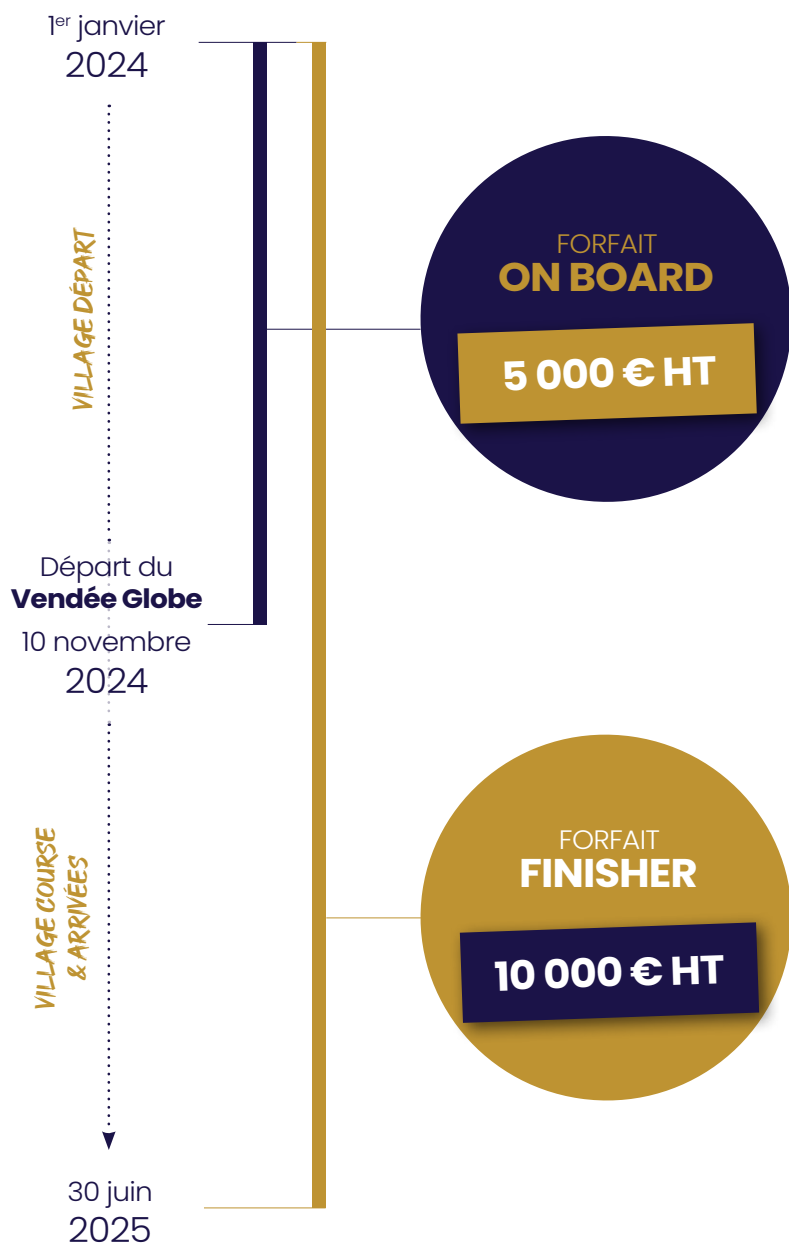 1er janvier
2024
VILLAGE DÉPART
FORFAIT
ON BOARD
5 000 € HT
Départ du
Vendée Globe
10 novembre
2024
VILLAGE COURSE
& ARRIVÉES
FORFAIT
FINISHER
10 000 € HT
30 juin
2025